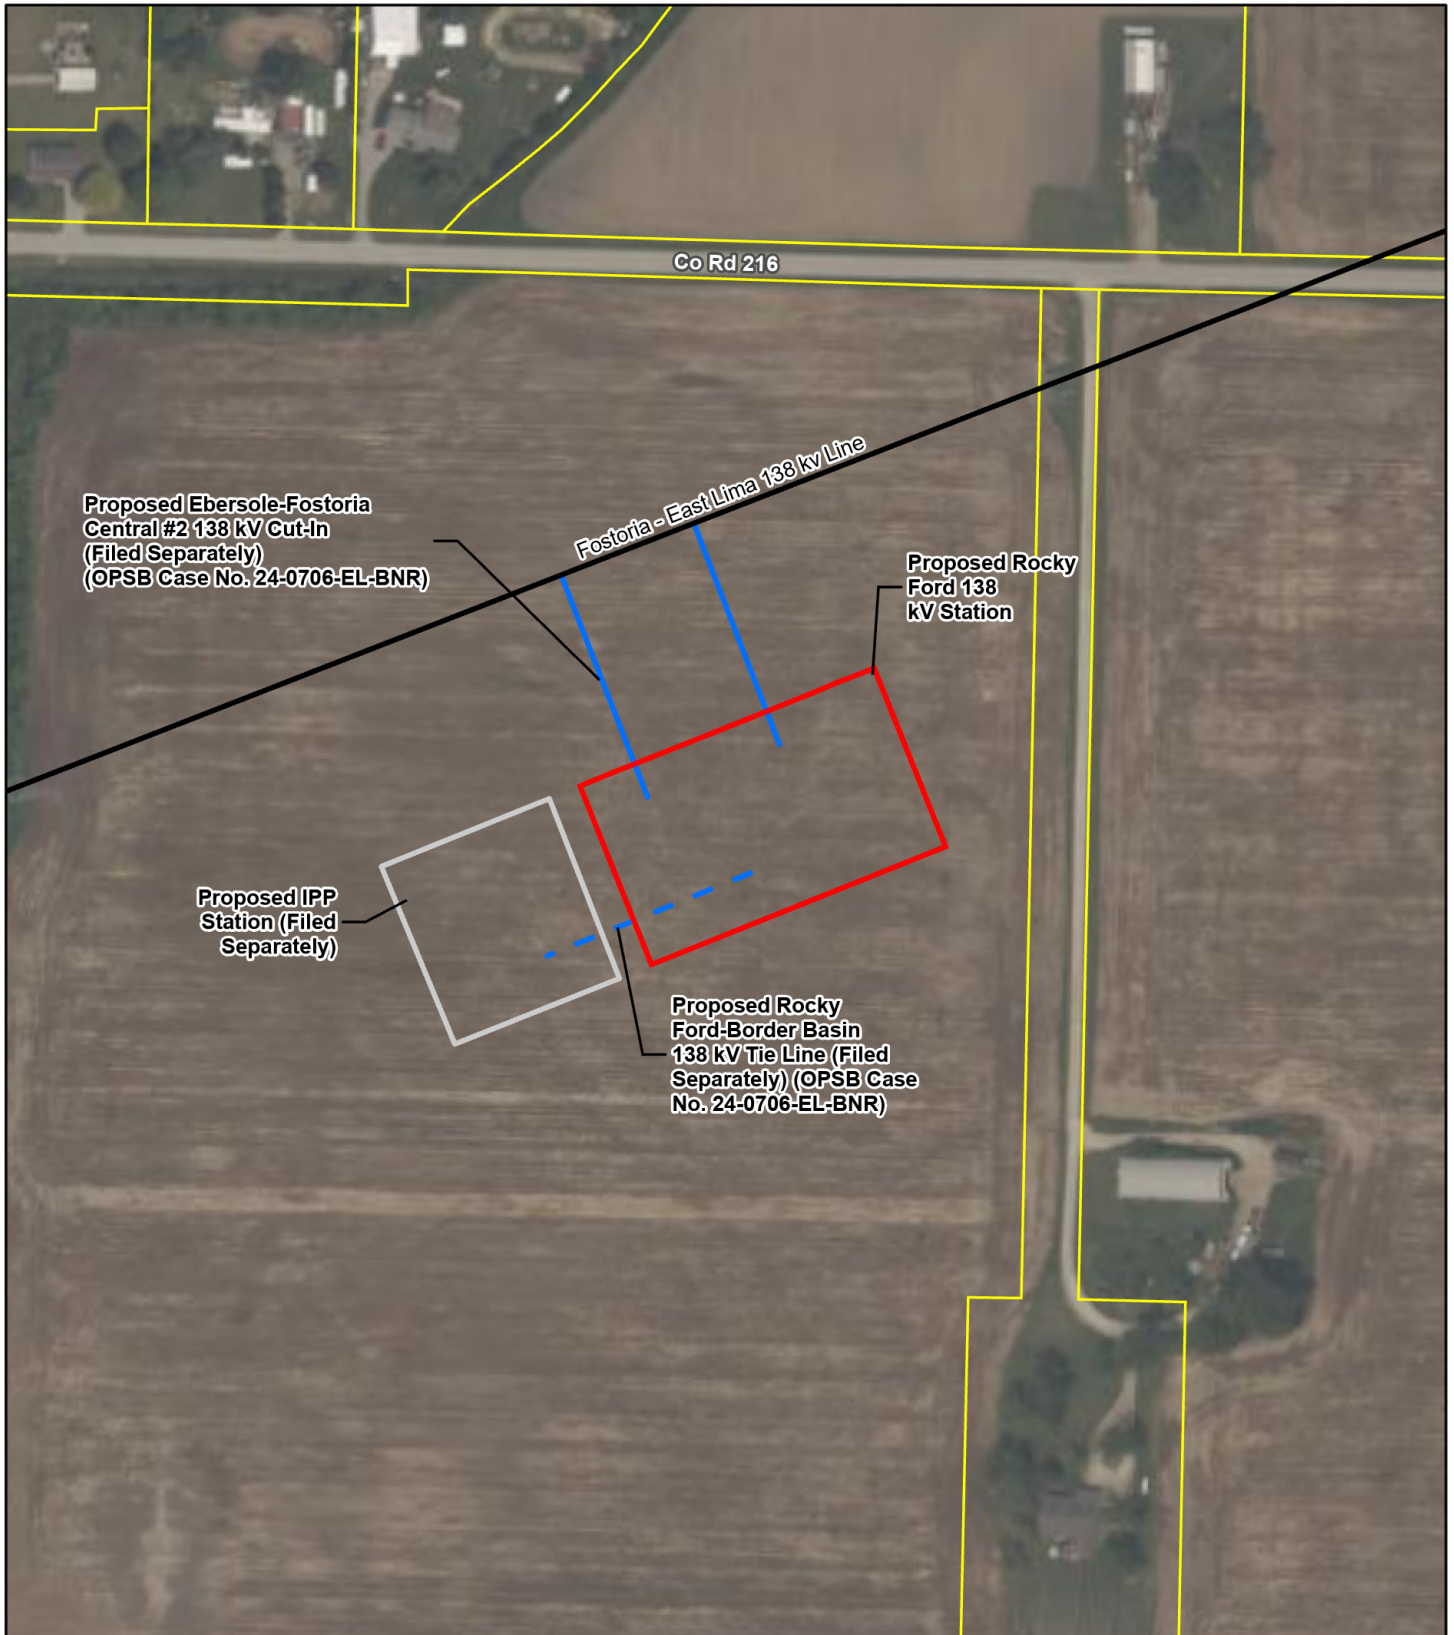 Co Rd 216
Fostoria - East Lima 138 kv Line
Proposed Ebersole-Fostoria
Central #2 138 kV Cut-In
(Filed Separately)
(OPSB Case No. 24-0706-EL-BNR)
Proposed Rocky
Ford 138
kV Station
Proposed IPP
Station (Filed
Separately)
Proposed Rocky
Ford-Border Basin
138 kV Tie Line (Filed
Separately) (OPSB Case
No. 24-0706-EL-BNR)